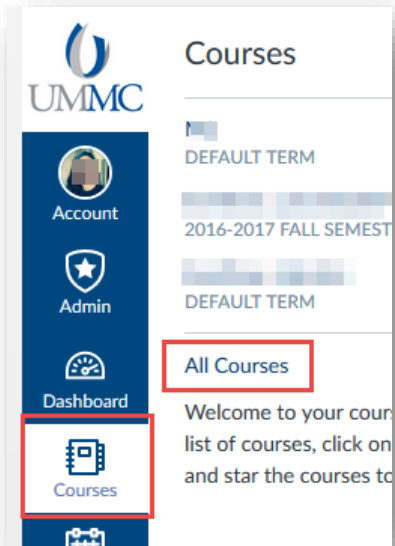 UMMC
Account
Admin
Dashboard
Courses
Courses
DEFAULT TERM
2016-2017 FALL SEMEST
DEFAULT TERM
All Courses
Welcome to your cour
list of courses, click on
and star the courses to